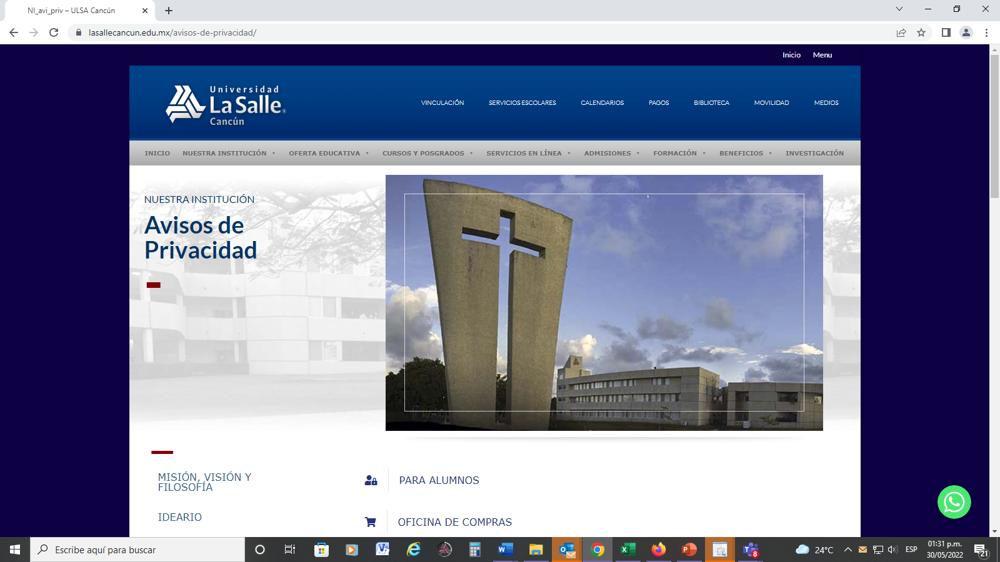 NI_avi_priv – ULSA Cancún
lasallecancun.edu.mx/avisos-de-privacidad/
Inicio Menu
Universidad
La Salle®
Cancún
VINCULACIÓN SERVICIOS ESCOLARES CALENDARIOS PAGOS BIBLIOTECA MOVILIDAD MEDIOS
INICIO NUESTRA INSTITUCIÓN OFERTA EDUCATIVA CURSOS Y POSGRADOS SERVICIOS EN LÍNEA ADMISIONES FORMACIÓN BENEFICIOS INVESTIGACIÓN
NUESTRA INSTITUCIÓN
Avisos de
Privacidad
MISIÓN, VISIÓN Y
FILOSOFÍA
PARA ALUMNOS
IDEARIO
OFICINA DE COMPRAS
Escribe aquí para buscar
8
24°C
ESP
01:31 p.m.
30/05/2022
21